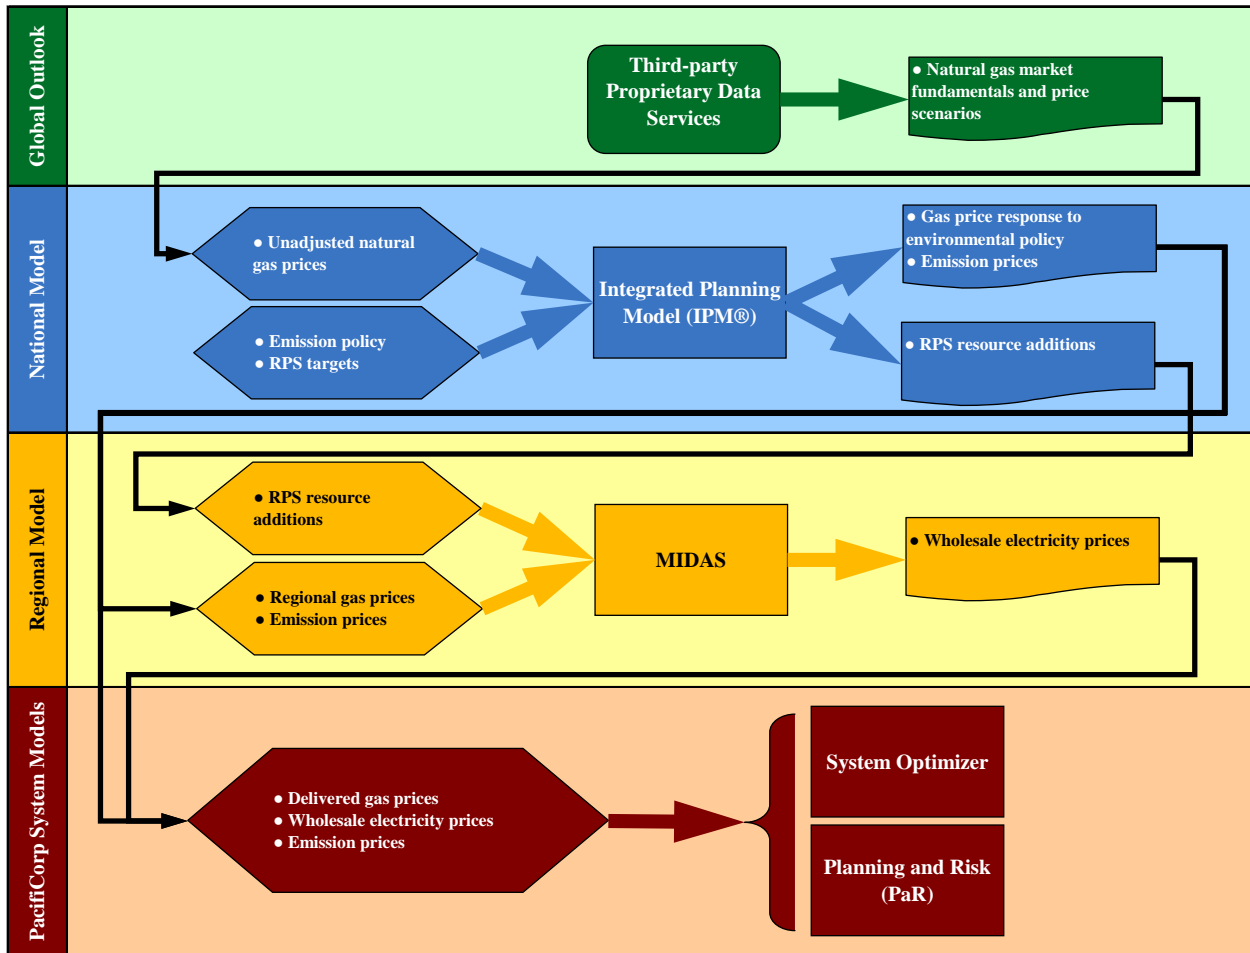 Global Outlook
Third-party
Proprietary Data
Services
● Natural gas market
fundamentals and price
scenarios
National Model
● Unadjusted natural
gas prices
● Emission policy
● RPS targets
Integrated Planning
Model (IPM®)
● Gas price response to
environmental policy
● Emission prices
● RPS resource additions
Regional Model
● RPS resource
additions
● Regional gas prices
● Emission prices
MIDAS
● Wholesale electricity prices
PacifiCorp System Models
● Delivered gas prices
● Wholesale electricity prices
● Emission prices
System Optimizer
Planning and Risk
(PaR)